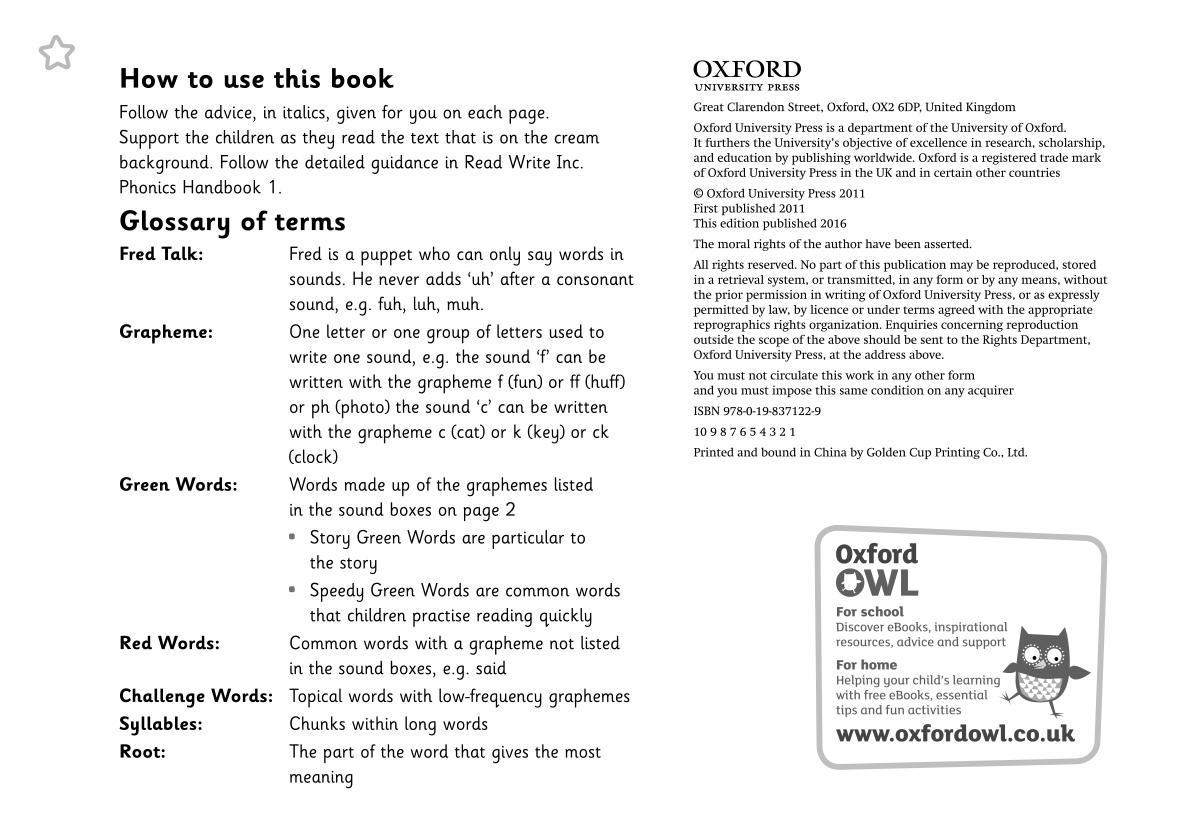 How to use this book
Follow the advice, in italics, given for you on each page.
Support the children as they read the text that is on the cream
background. Follow the detailed guidance in Read Write Inc.
Phonics Handbook 1.
Glossary of terms
Fred Talk: Fred is a puppet who can only say words in
sounds. He never adds ‘uh’ after a consonant
sound, e.g. fuh, luh, muh.
Grapheme: One letter or one group of letters used to
write one sound, e.g. the sound ‘f’ can be
written with the grapheme f (fun) or ff (huff)
or ph (photo) the sound ‘c’ can be written
with the grapheme c (cat) or k (key) or ck
(clock)
Green Words: Words made up of the graphemes listed
in the sound boxes on page 2
• Story Green Words are particular to
the story
• Speedy Green Words are common words
that children practise reading quickly
Red Words: Common words with a grapheme not listed
in the sound boxes, e.g. said
Challenge Words: Topical words with low-frequency graphemes
Syllables: Chunks within long words
Root: The part of the word that gives the most
meaning
OXFORD
UNIVERSITY PRESS
Great Clarendon Street, Oxford, OX2 6DP, United Kingdom
Oxford University Press is a department of the University of Oxford.
It furthers the University’s objective of excellence in research, scholarship,
and education by publishing worldwide. Oxford is a registered trade mark
of Oxford University Press in the UK and in certain other countries
© Oxford University Press 2011
First published 2011
This edition published 2016
The moral rights of the author have been asserted.
All rights reserved. No part of this publication may be reproduced, stored
in a retrieval system, or transmitted, in any form or by any means, without
the prior permission in writing of Oxford University Press, or as expressly
permitted by law, by licence or under terms agreed with the appropriate
reprographics rights organization. Enquiries concerning reproduction
outside the scope of the above should be sent to the Rights Department,
Oxford University Press, at the address above.
You must not circulate this work in any other form
and you must impose this same condition on any acquirer
ISBN 978-0-19-837122-9
10 9 8 7 6 5 4 3 2 1
Printed and bound in China by Golden Cup Printing Co., Ltd.
Oxford
OWL
For school
Discover eBooks, inspirational
resources, advice and support
For home
Helping your child’s learning
with free eBooks, essential
tips and fun activities
www.oxfordowl.co.uk